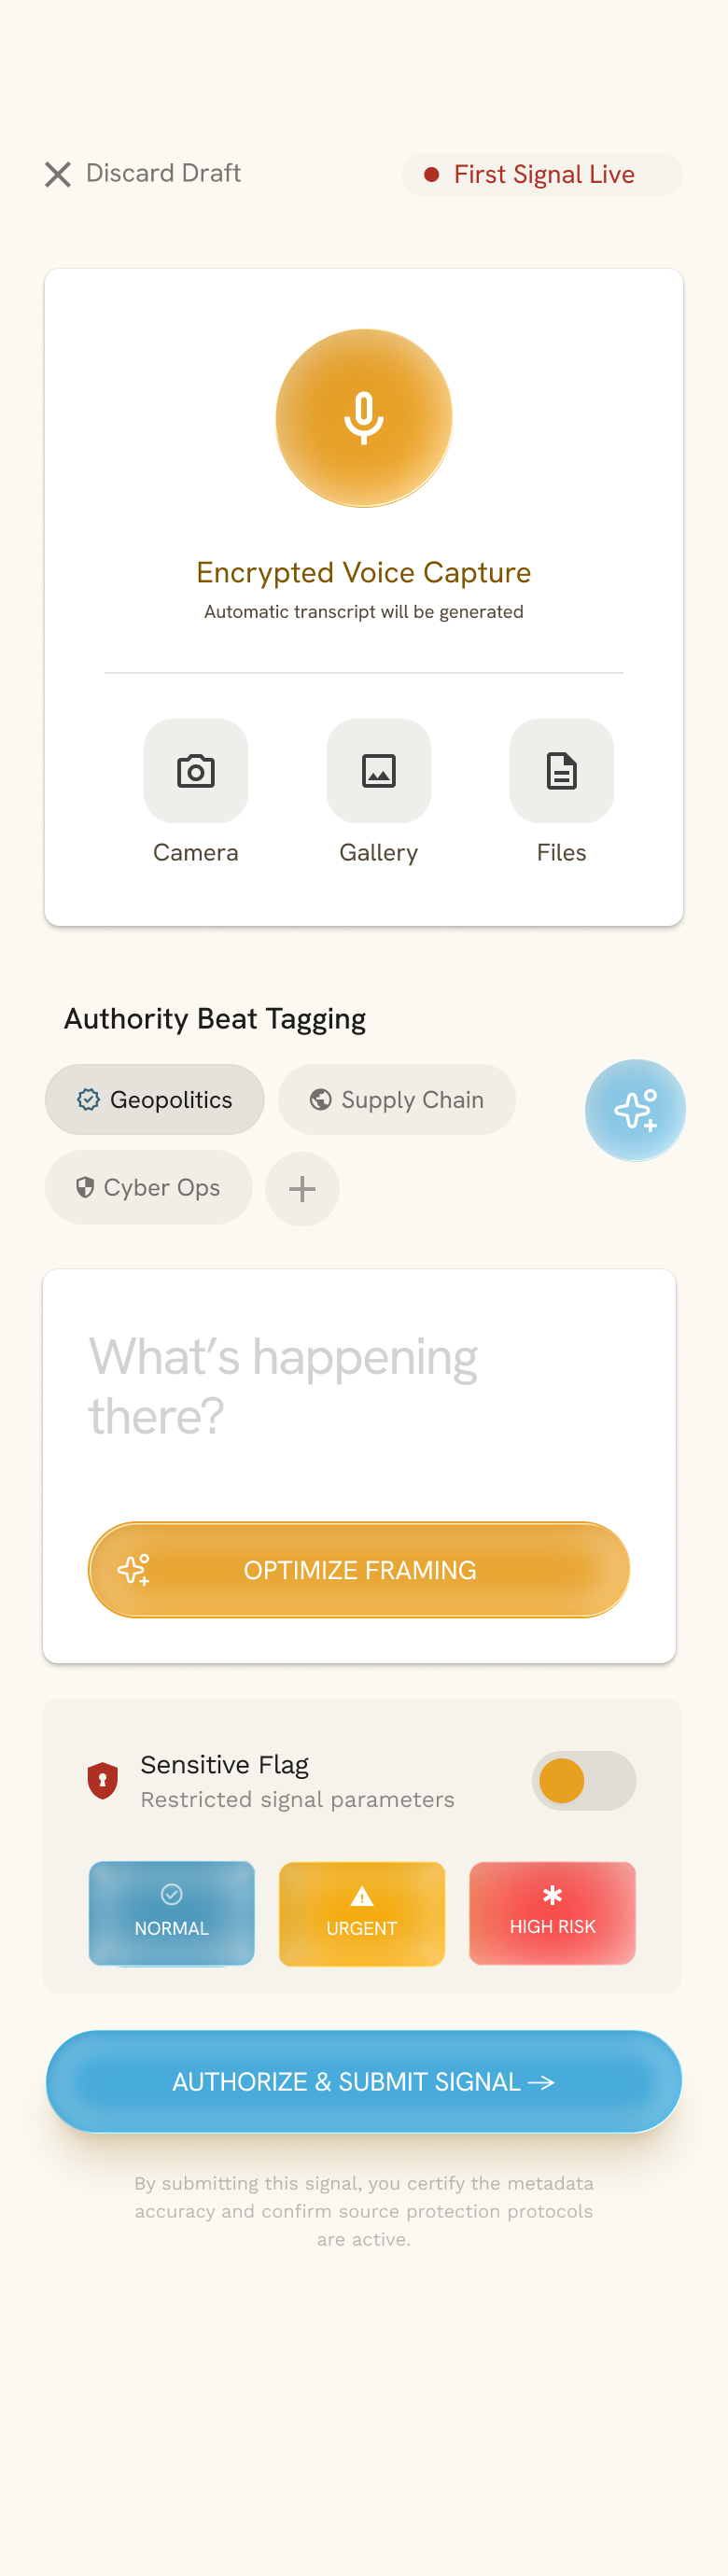 Discard Draft
First Signal Live
Encrypted Voice Capture
Automatic transcript will be generated
Camera
Gallery
Files
Authority Beat Tagging
Geopolitics
Supply Chain
Cyber Ops
What’s happening
there?
OPTIMIZE FRAMING
Sensitive Flag
Restricted signal parameters
NORMAL
URGENT
HIGH RISK
AUTHORIZE & SUBMIT SIGNAL →
By submitting this signal, you certify the metadata
accuracy and confirm source protection protocols
are active.